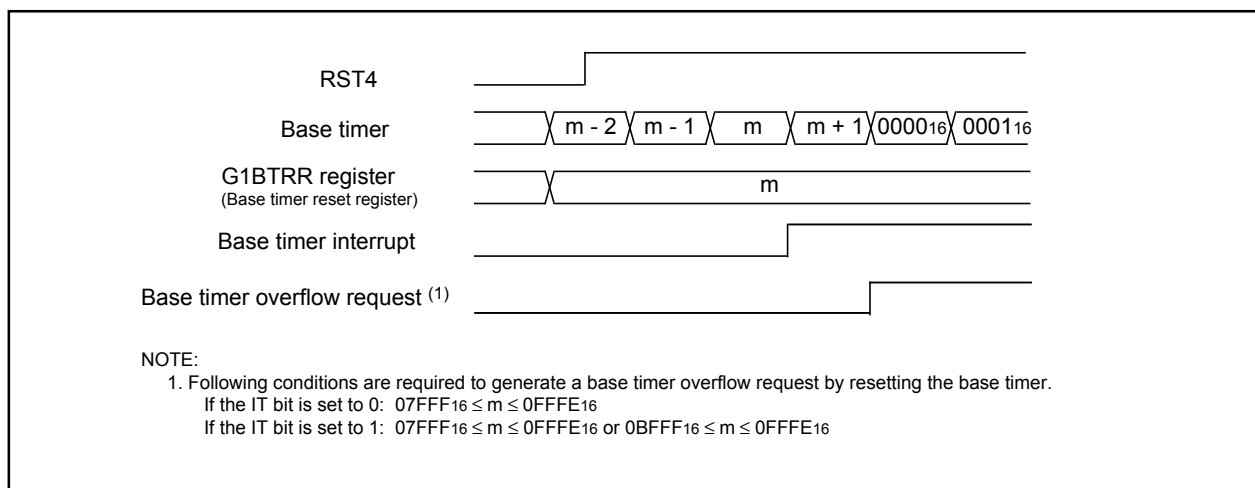 RST4
Base timer
m - 2 m - 1 m m + 1 0000₁₆ 0001₁₆
G1BTRR register
(Base timer reset register)
m
Base timer interrupt
Base timer overflow request (1)
NOTE:
1. Following conditions are required to generate a base timer overflow request by resetting the base timer.
If the IT bit is set to 0: 07FFF₁₆ ≤ m ≤ 0FFFE₁₆
If the IT bit is set to 1: 07FFF₁₆ ≤ m ≤ 0FFFE₁₆ or 0BFFF₁₆ ≤ m ≤ 0FFFE₁₆